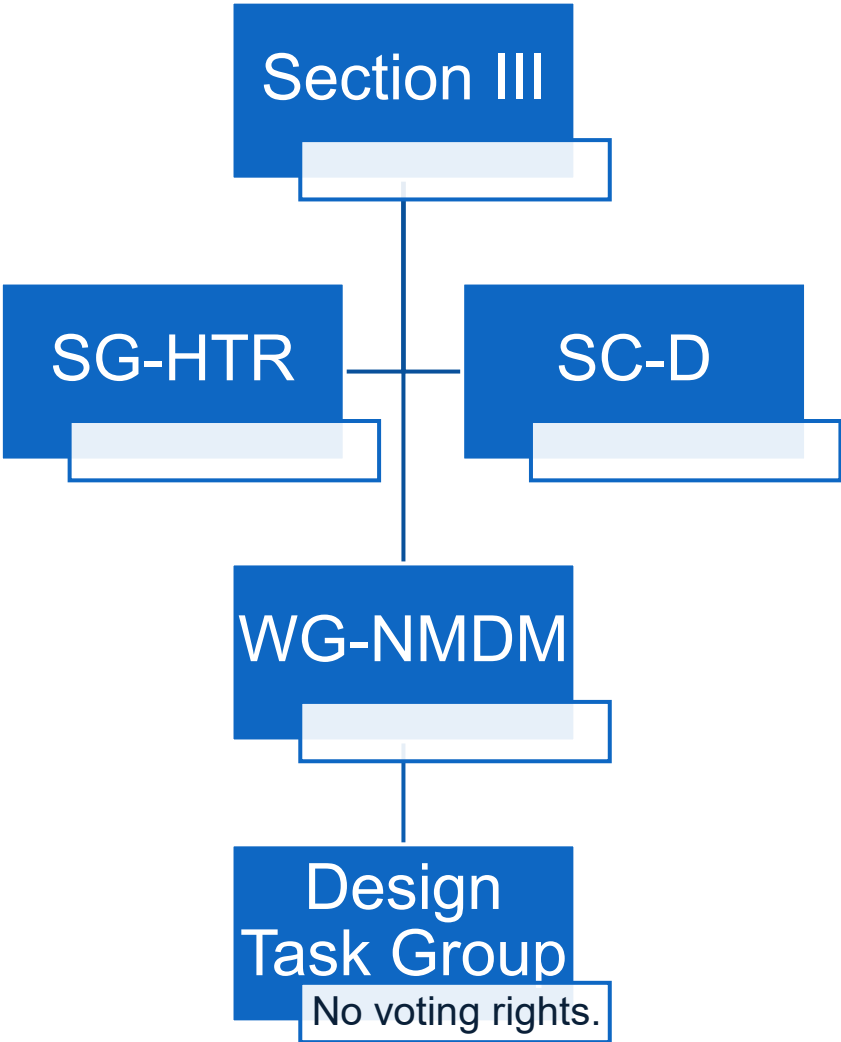 Section III
SG-HTR
SC-D
WG-NMDM
Design
Task Group
No voting rights.